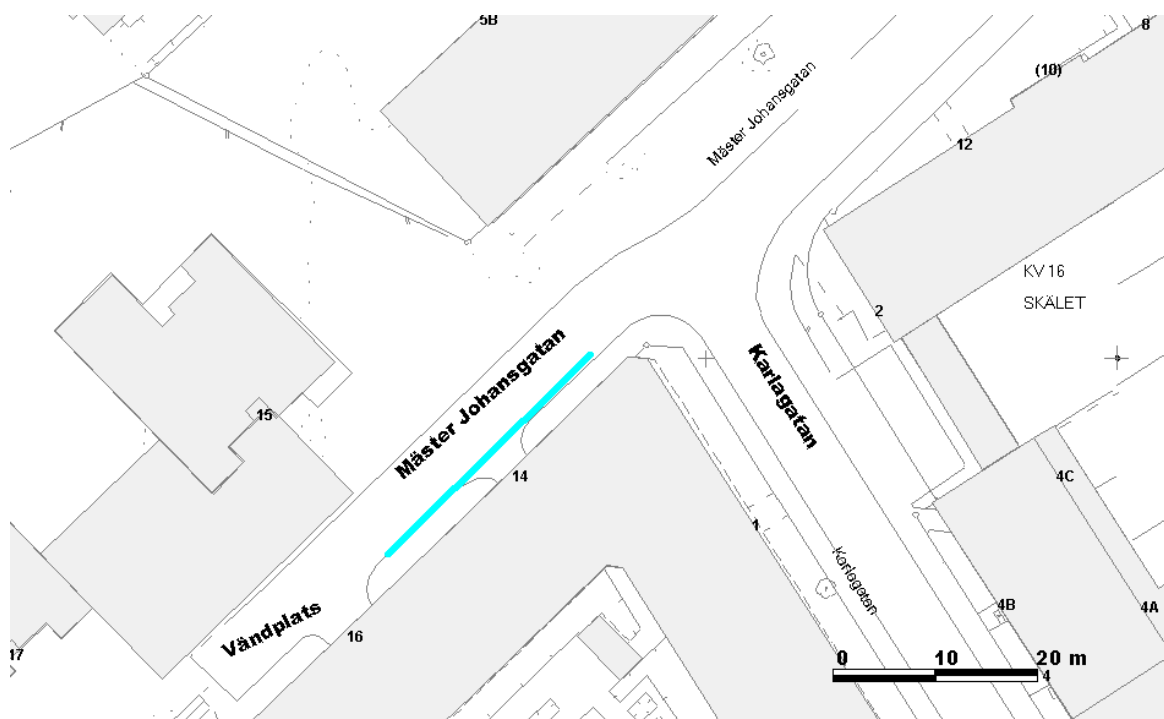 5B
8
(10)
Mäster Johansgatan
12
KV 16
SKÄLET
2
Karlagatan
Mäster Johansgatan
15
14
4C
1
Karlagatan
4B
4A
Vändplats
16
17
0 10 20 m
4